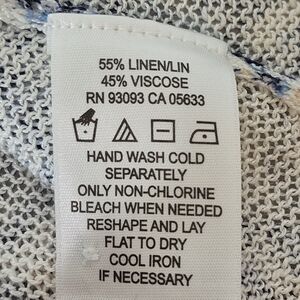 55% LINEN/LIN
45% VISCOSE
RN 93093 CA 05633
HAND WASH COLD
SEPARATELY
ONLY NON-CHLORINE
BLEACH WHEN NEEDED
RESHAPE AND LAY
FLAT TO DRY
COOL IRON
IF NECESSARY